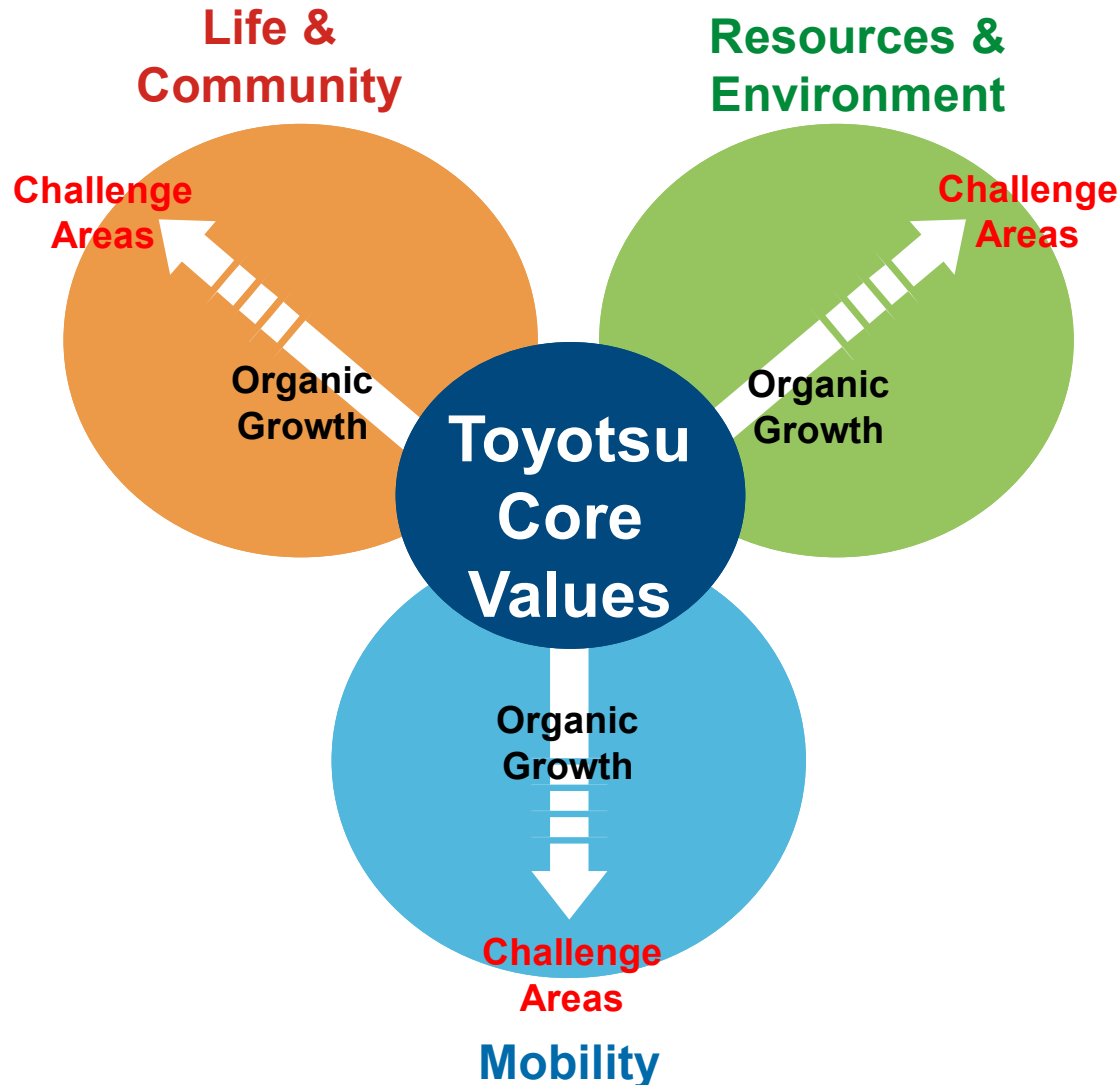 Life &
Community
Resources &
Environment
Challenge
Areas
Challenge
Areas
Organic
Growth
Organic
Growth
Toyotsu
Core
Values
Organic
Growth
Challenge
Areas
Mobility